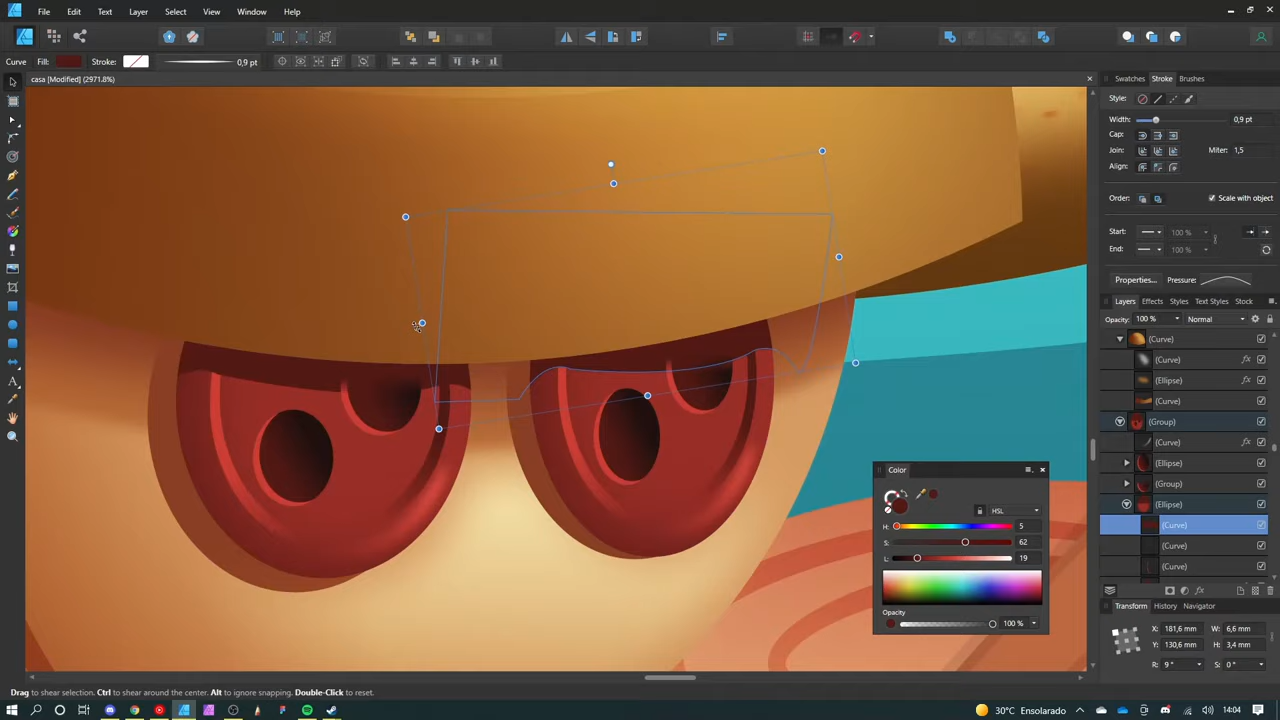 File Edit Text Layer Select View Window Help
Curve Fill: Stroke: 0,9 pt
casa [Modified] (2971.8%)
Swatches Stroke Brushes
Style:
Width: 0,9 pt
Cap:
Join: Miter: 1,5
Align:
Order: Scale with object
Start: 100 %
End: 100 %
Properties... Pressure:
Layers Effects Styles Text Styles Stock
Opacity: 100 % Normal
(Curve)
(Curve)
(Ellipse)
(Curve)
(Group)
(Curve)
(Ellipse)
(Group)
(Ellipse)
(Curve)
(Curve)
(Curve)
Color
HSL
H: 5
S: 62
L: 19
Opacity
100 %
Transform History Navigator
X: 181,6 mm W: 6,6 mm
Y: 130,6 mm H: 3,4 mm
R: 9 ° S: 0 °
Drag to shear selection. Ctrl to shear around the center. Alt to ignore snapping. Double-Click to reset.
30°C Ensolarado 14:04